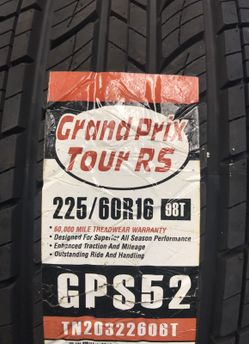 Grand Prix
Tour RS
225/60R16 98T
• 60,000 MILE TREADWEAR WARRANTY
• Designed For Superior All Season Performance
• Enhanced Traction And Mileage
• Outstanding Ride And Handling
GPS52
TN20322606T